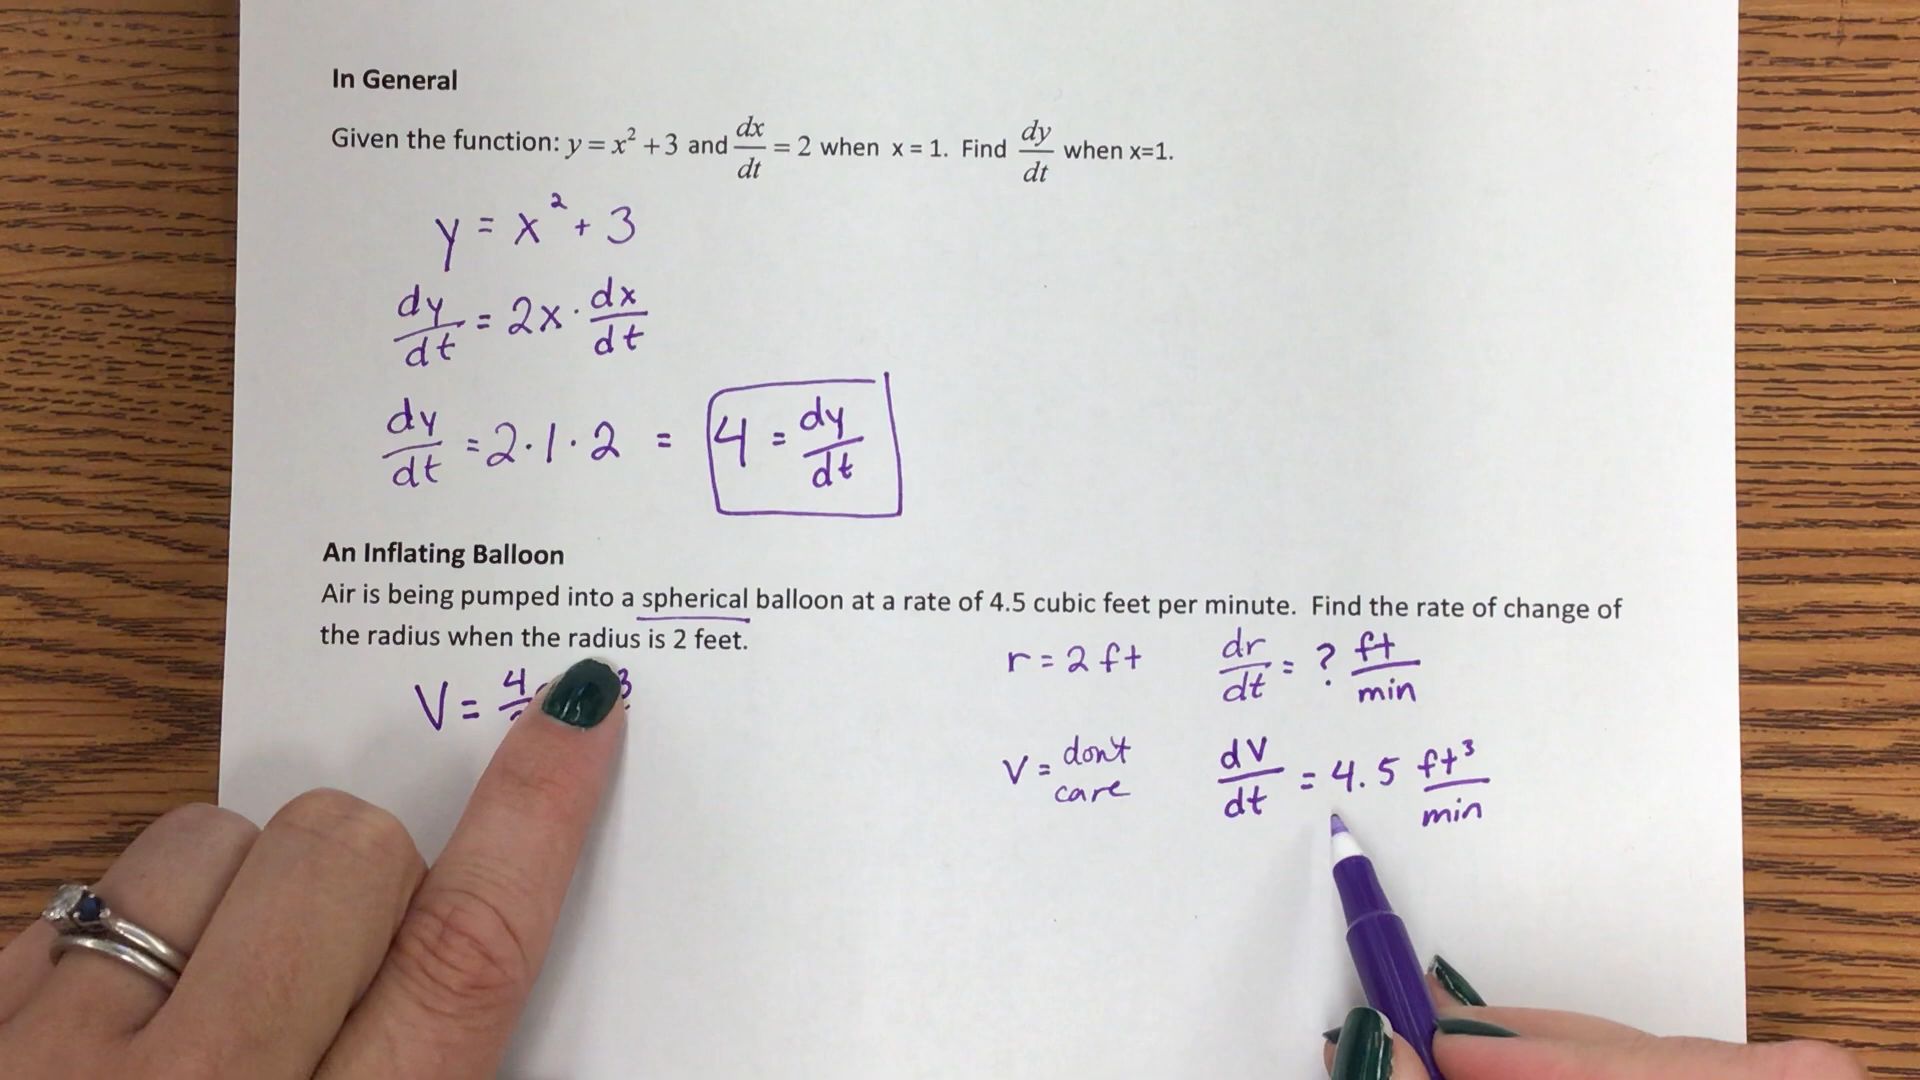 In General
Given the function: y = x² + 3 and dx/dt = 2 when x = 1. Find dy/dt when x=1.
y = x² + 3
dy/dt = 2x · dx/dt
dy/dt = 2 · 1 · 2 = 4 = dy/dt
An Inflating Balloon
Air is being pumped into a spherical balloon at a rate of 4.5 cubic feet per minute. Find the rate of change of
the radius when the radius is 2 feet.
r = 2 ft dr/dt = ? ft/min
V = 4 3
V = don't care dV/dt = 4.5 ft³/min